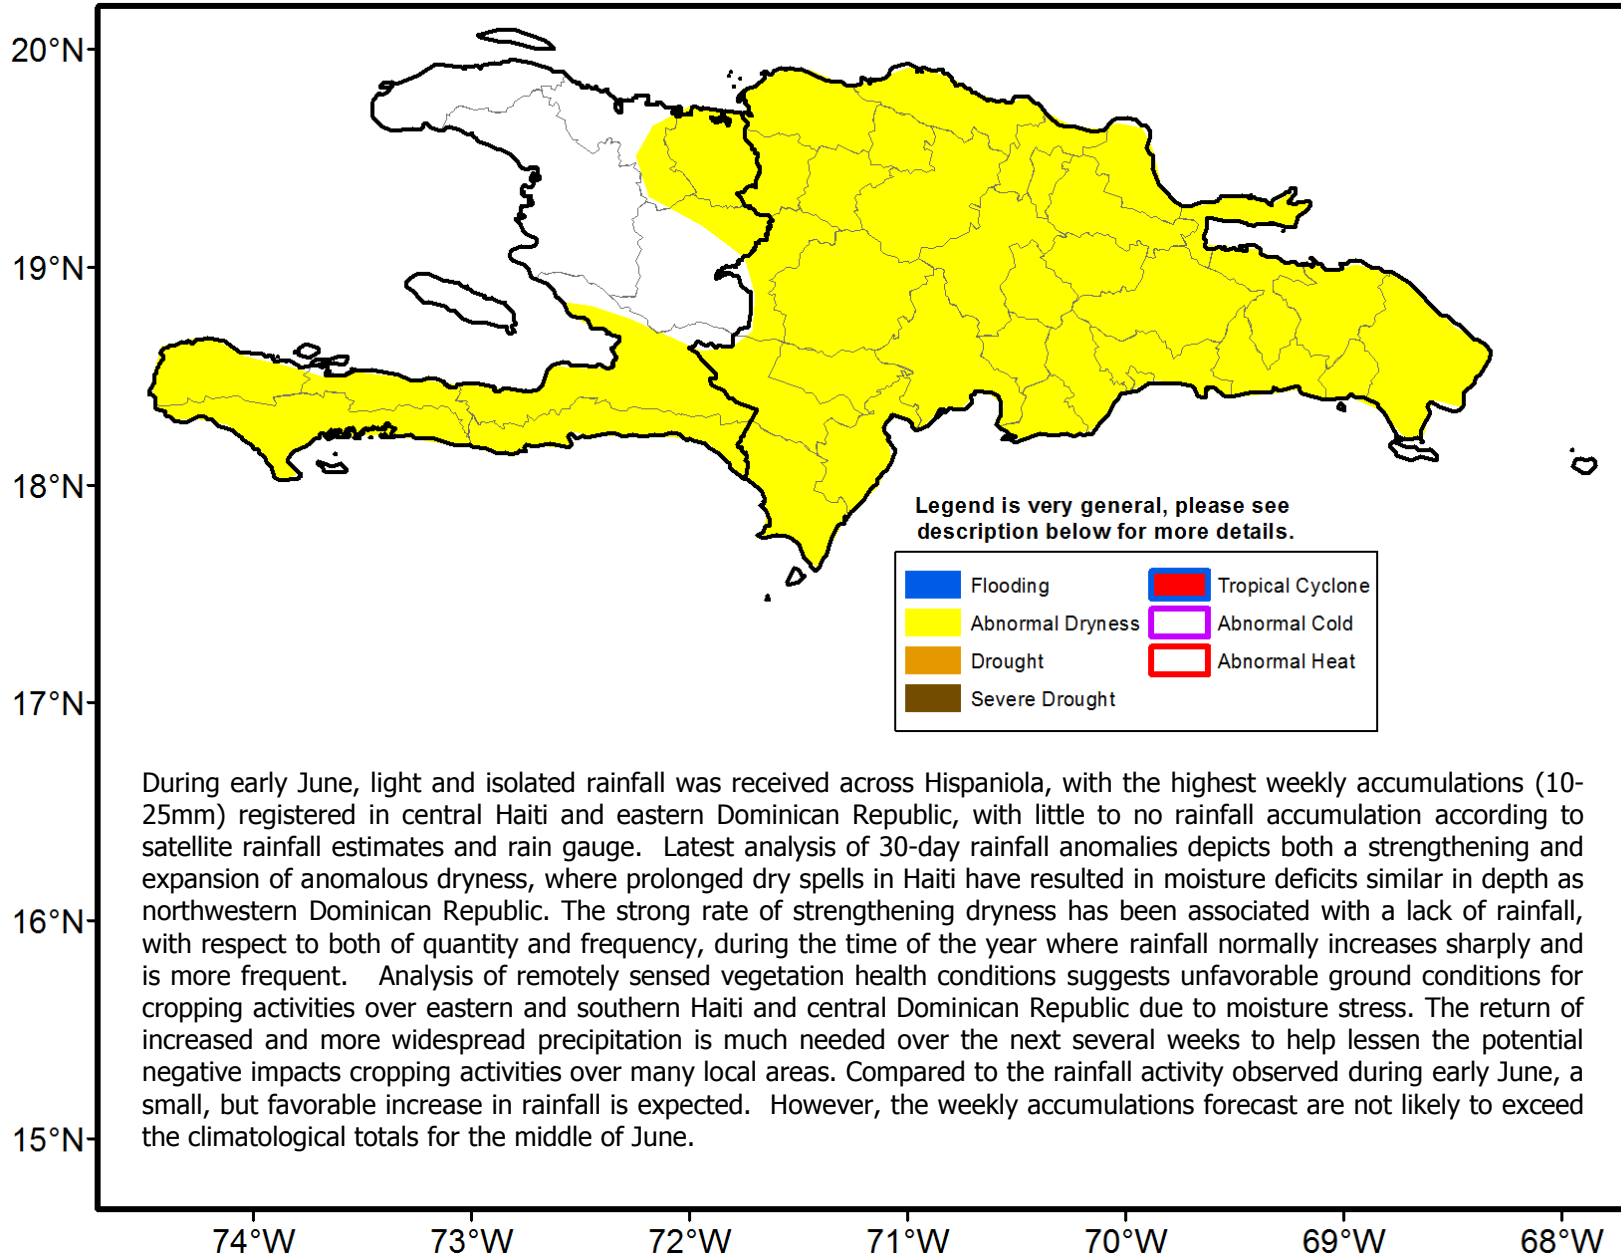 20°N
19°N
18°N
17°N
16°N
15°N
Legend is very general, please see
description below for more details.
Flooding
Tropical Cyclone
Abnormal Dryness
Abnormal Cold
Drought
Abnormal Heat
Severe Drought
During early June, light and isolated rainfall was received across Hispaniola, with the highest weekly accumulations (10-
25mm) registered in central Haiti and eastern Dominican Republic, with little to no rainfall accumulation according to
satellite rainfall estimates and rain gauge. Latest analysis of 30-day rainfall anomalies depicts both a strengthening and
expansion of anomalous dryness, where prolonged dry spells in Haiti have resulted in moisture deficits similar in depth as
northwestern Dominican Republic. The strong rate of strengthening dryness has been associated with a lack of rainfall,
with respect to both of quantity and frequency, during the time of the year where rainfall normally increases sharply and
is more frequent. Analysis of remotely sensed vegetation health conditions suggests unfavorable ground conditions for
cropping activities over eastern and southern Haiti and central Dominican Republic due to moisture stress. The return of
increased and more widespread precipitation is much needed over the next several weeks to help lessen the potential
negative impacts cropping activities over many local areas. Compared to the rainfall activity observed during early June, a
small, but favorable increase in rainfall is expected. However, the weekly accumulations forecast are not likely to exceed
the climatological totals for the middle of June.
74°W
73°W
72°W
71°W
70°W
69°W
68°W